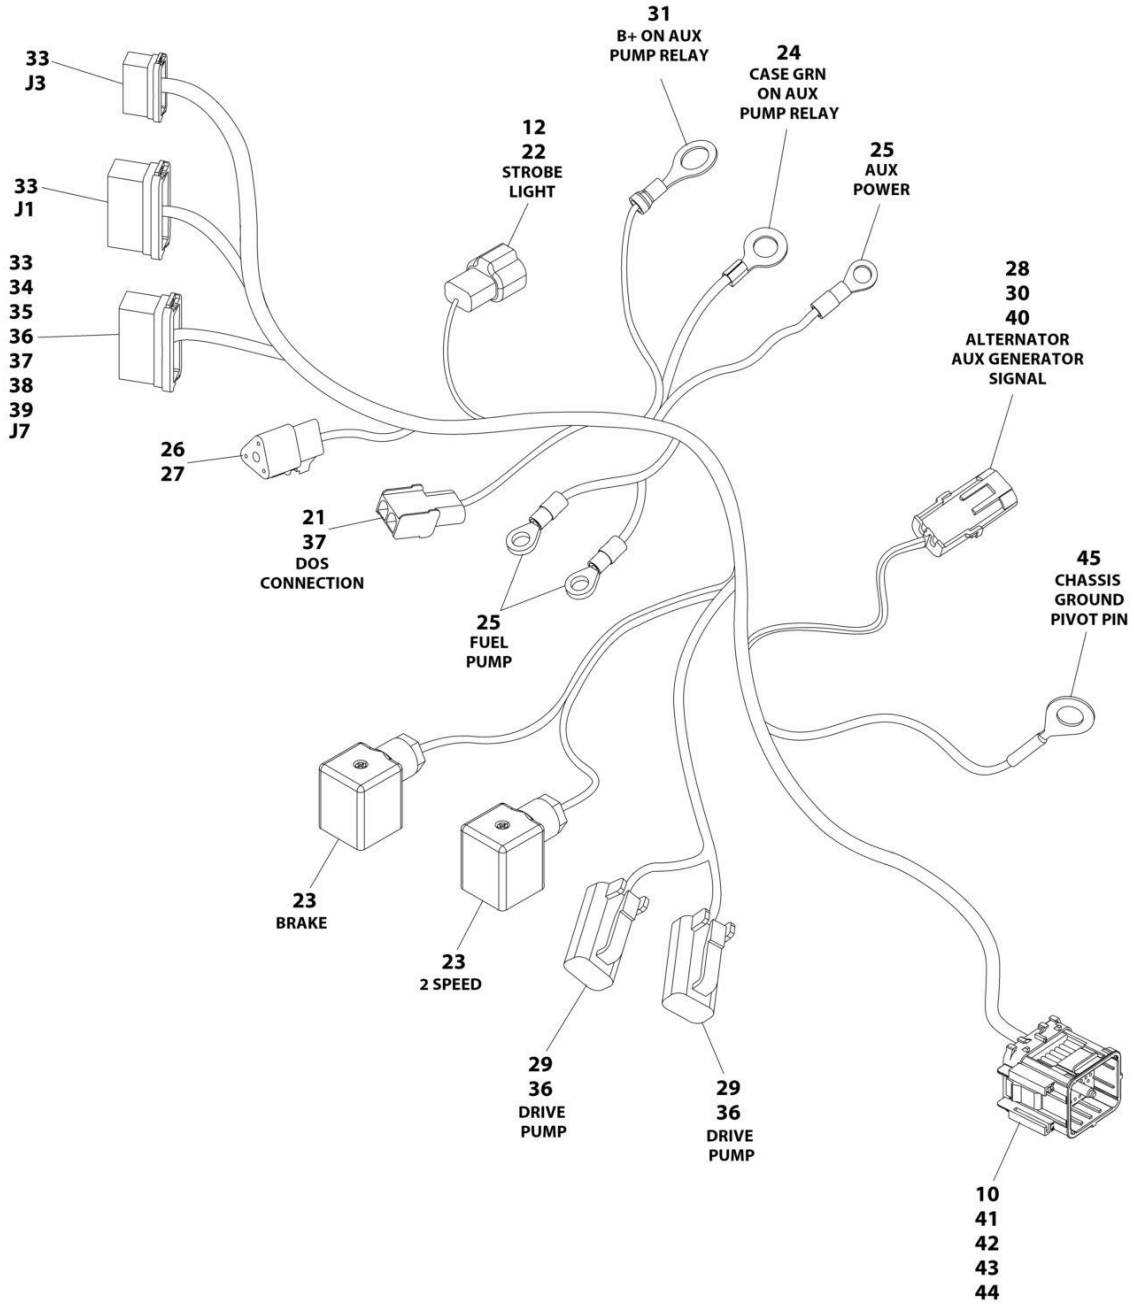 31
B+ ON AUX
PUMP RELAY
33
J3
24
CASE GRN
ON AUX
PUMP RELAY
12
22
STROBE
LIGHT
25
AUX
POWER
33
J1
33
34
35
36
37
38
39
J7
28
30
40
ALTERNATOR
AUX GENERATOR
SIGNAL
26
27
21
37
DOS
CONNECTION
45
CHASSIS
GROUND
PIVOT PIN
25
FUEL
PUMP
23
BRAKE
23
2 SPEED
29
36
DRIVE
PUMP
29
36
DRIVE
PUMP
10
41
42
43
44